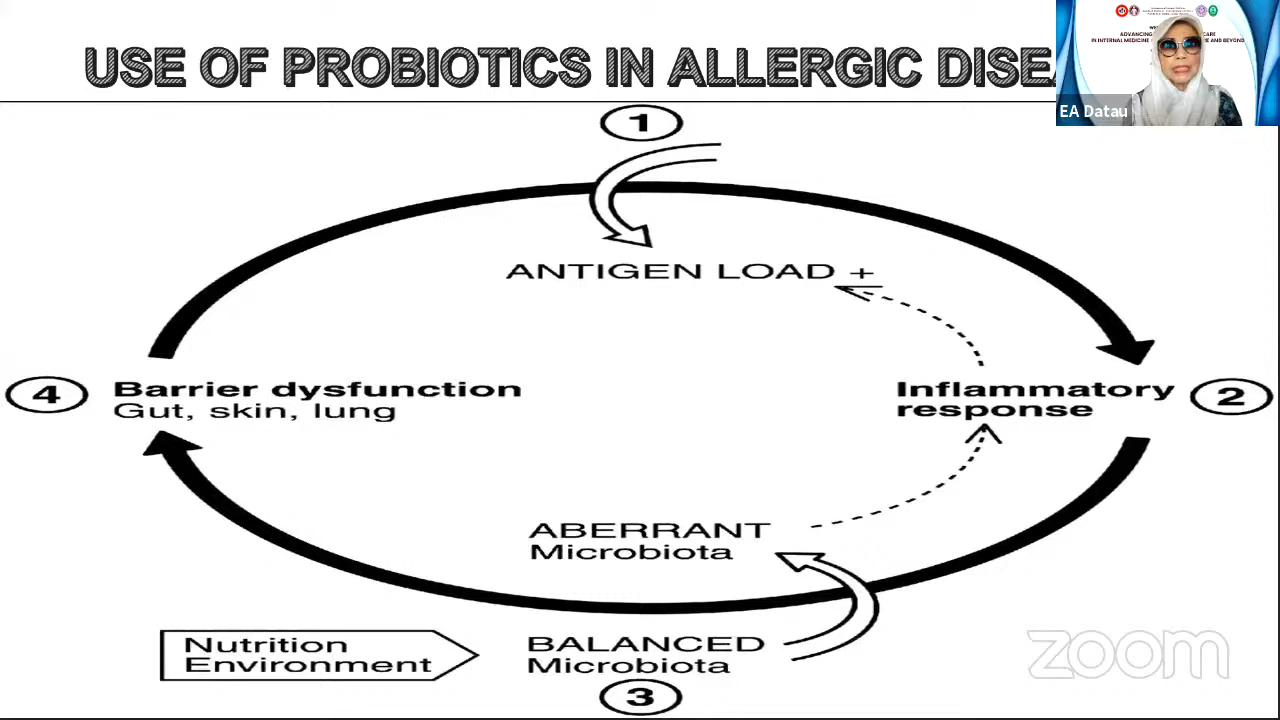 USE OF PROBIOTICS IN ALLERGIC DISEA
EA Datau
1
ANTIGEN LOAD +
4
Barrier dysfunction
Gut, skin, lung
Inflammatory
response
2
ABERRANT
Microbiota
Nutrition
Environment
BALANCED
Microbiota
3
zoom